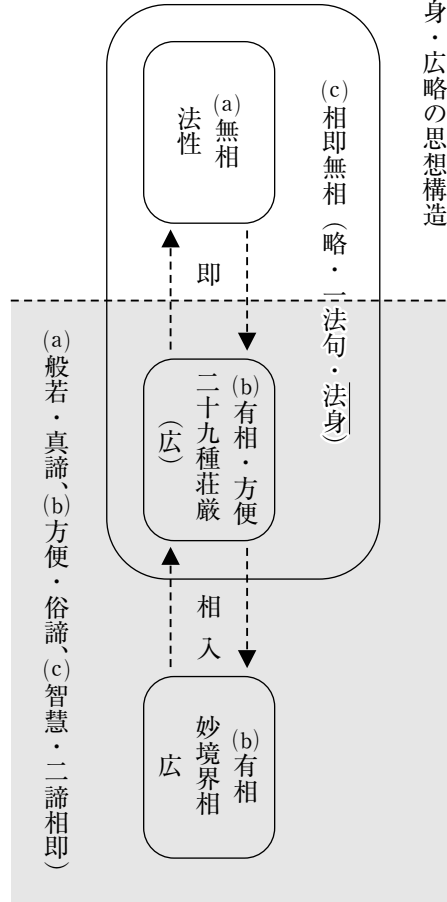 身・広略の思想構造
(c)相即無相（略・一法句・法身）
(a)無相
法性
即
(b)有相・方便
二十九種荘厳
（広）
相入
(b)有相
妙境界相
広
(a)般若・真諦、(b)方便・俗諦、(c)智慧・二諦相即）